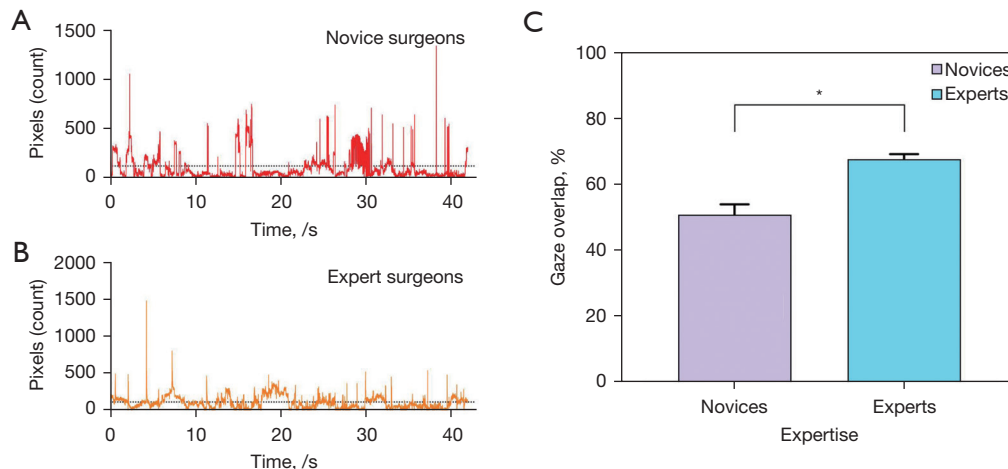 A
Novice surgeons
Pixels (count)
1500
1000
500
0
0 10 20 30 40
Time, /s
B
Expert surgeons
Pixels (count)
2000
1500
1000
500
0
0 10 20 30 40
Time, /s
C
Novices
Experts
*
Gaze overlap, %
100
80
60
40
20
0
Novices Experts
Expertise